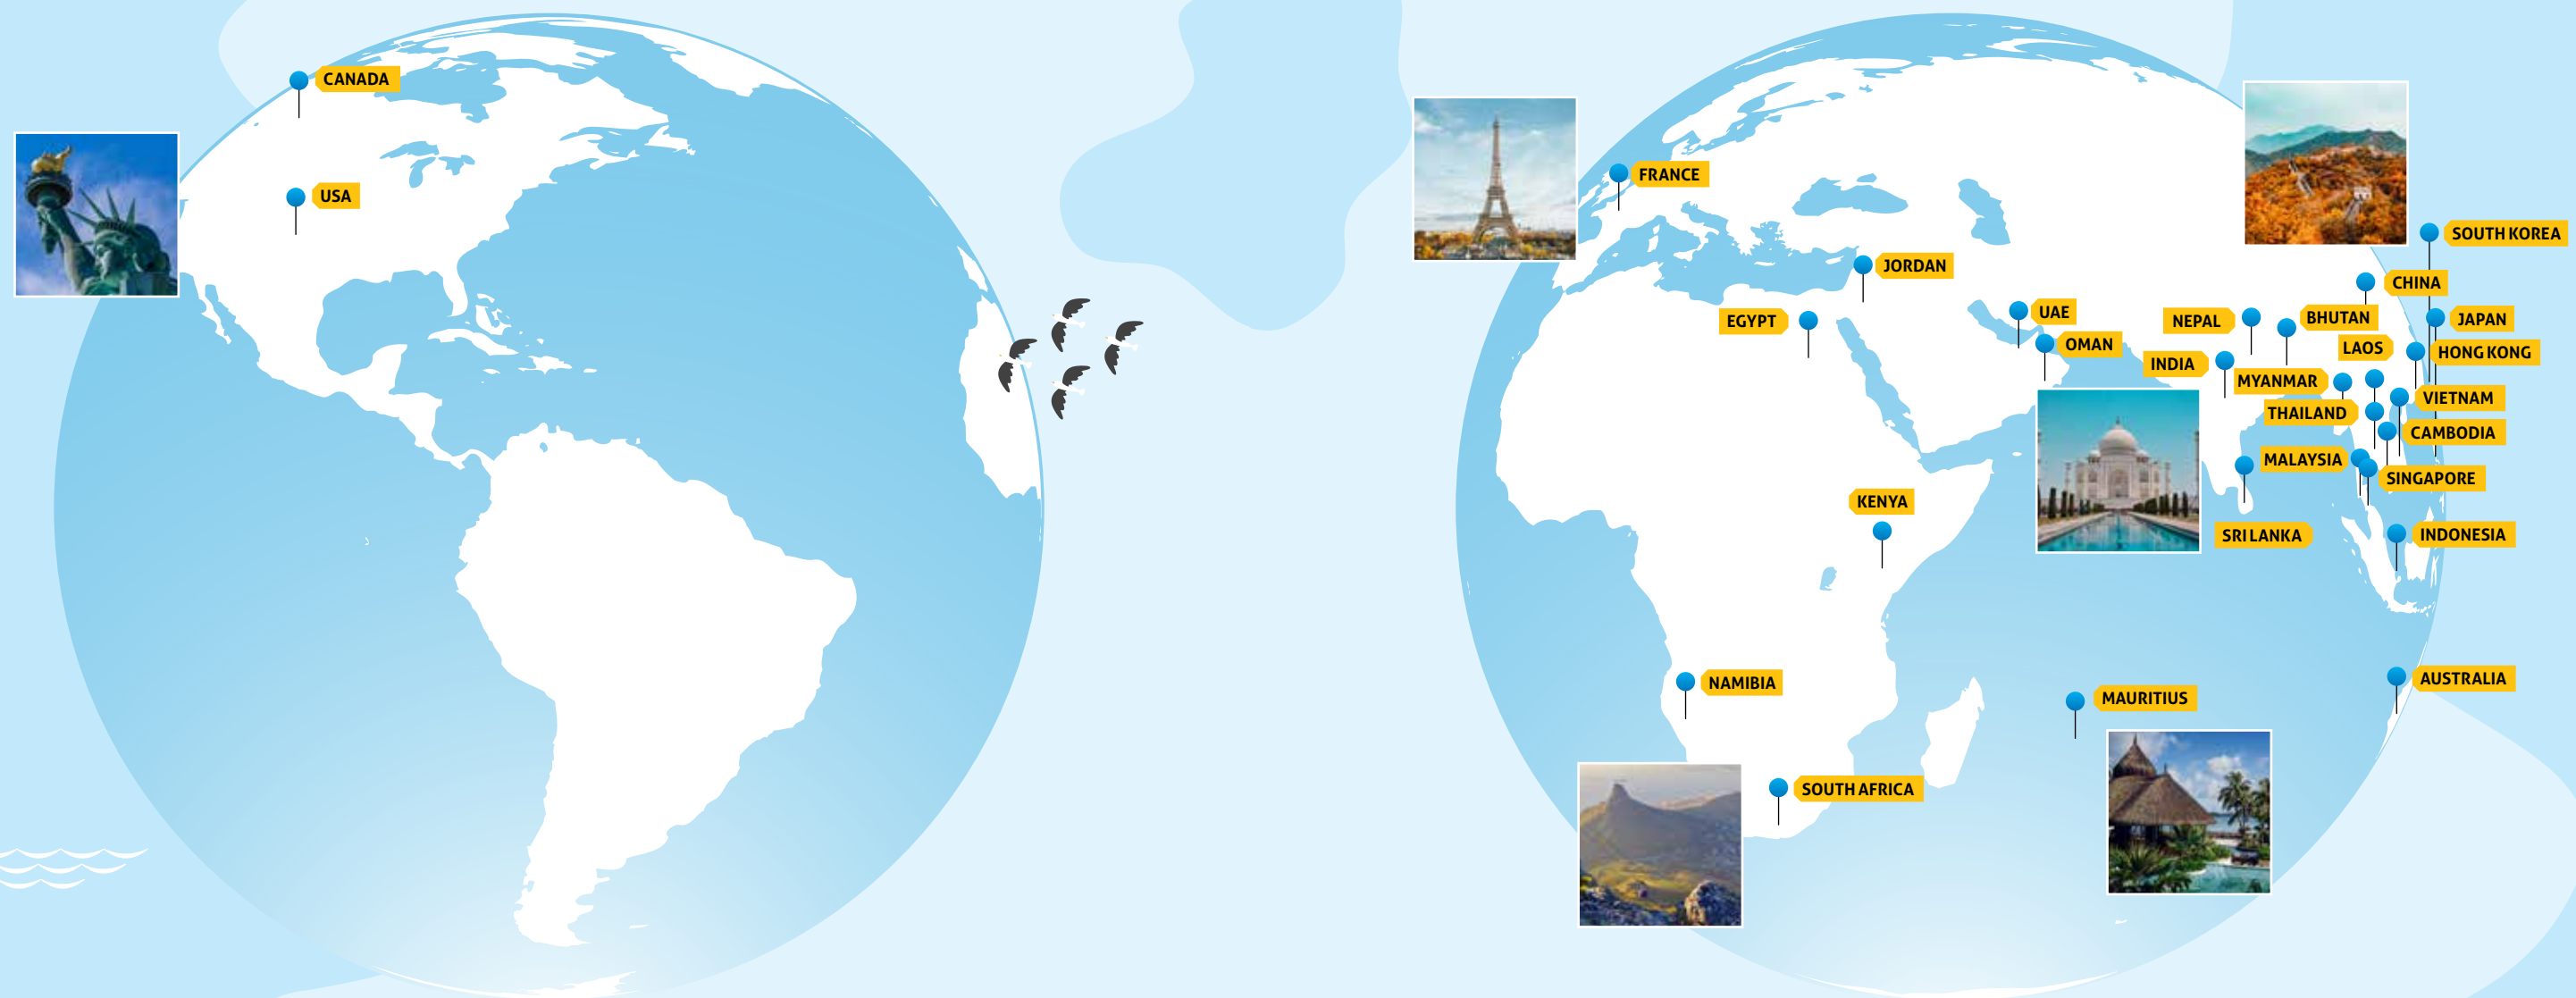 CANADA
USA
FRANCE
SOUTH KOREA
JORDAN
CHINA
UAE
EGYPT
NEPAL
BHUTAN
JAPAN
OMAN
LAOS
HONG KONG
INDIA
MYANMAR
VIETNAM
THAILAND
CAMBODIA
MALAYSIA
SINGAPORE
KENYA
SRI LANKA
INDONESIA
NAMIBIA
AUSTRALIA
MAURITIUS
SOUTH AFRICA